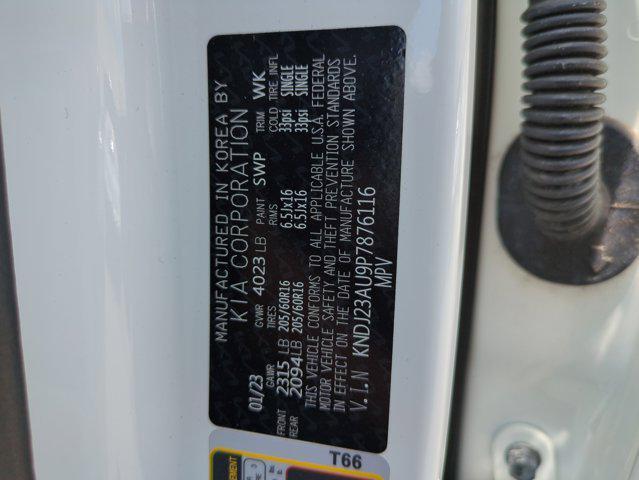 MANUFACTURED IN KOREA BY
KIA CORPORATION
01/23 GVWR 4023 LB PAINT SWP TRIM WK
GAWR TIRES RIMS COLD TIRE INFL
FRONT 2315 LB 205/60R16 6.5Jx16 33psi SINGLE
REAR 2094 LB 205/60R16 6.5Jx16 33psi SINGLE
THIS VEHICLE CONFORMS TO ALL APPLICABLE U.S.A. FEDERAL
MOTOR VEHICLE SAFETY AND THEFT PREVENTION STANDARDS
IN EFFECT ON THE DATE OF MANUFACTURE SHOWN ABOVE.
V.I.N KNDJ23AU9P7876116
MPV
T66